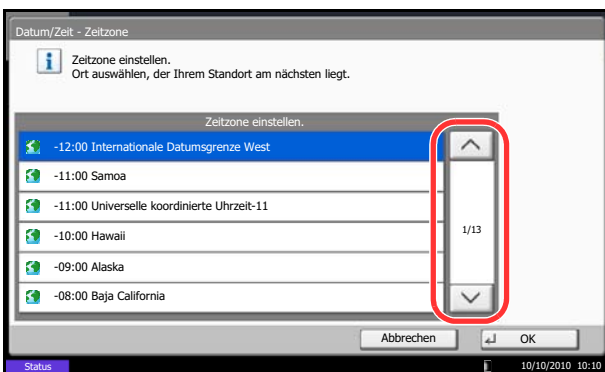 Datum/Zeit - Zeitzone
Zeitzone einstellen.
Ort auswählen, der Ihrem Standort am nächsten liegt.
Zeitzone einstellen.
-12:00 Internationale Datumsgrenze West
-11:00 Samoa
-11:00 Universelle koordinierte Uhrzeit-11
-10:00 Hawaii
-09:00 Alaska
-08:00 Baja California
1/13
Abbrechen
OK
Status
10/10/2010 10:10